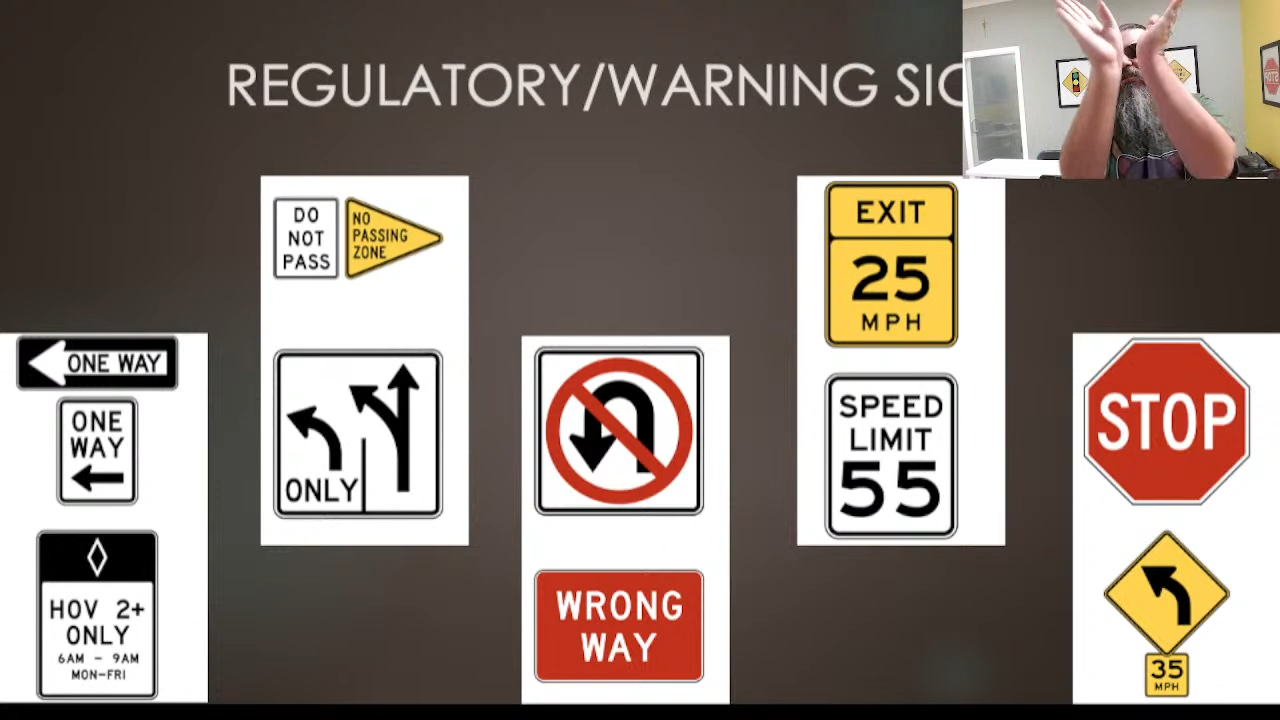 REGULATORY/WARNING
ONE WAY
ONE
WAY
HOV 2+
ONLY
6AM - 9AM
MON-FRI
DO
NOT
PASS
NO
PASSING
ZONE
ONLY
WRONG
WAY
EXIT
25
MPH
SPEED
LIMIT
55
STOP
35
MPH
STOP